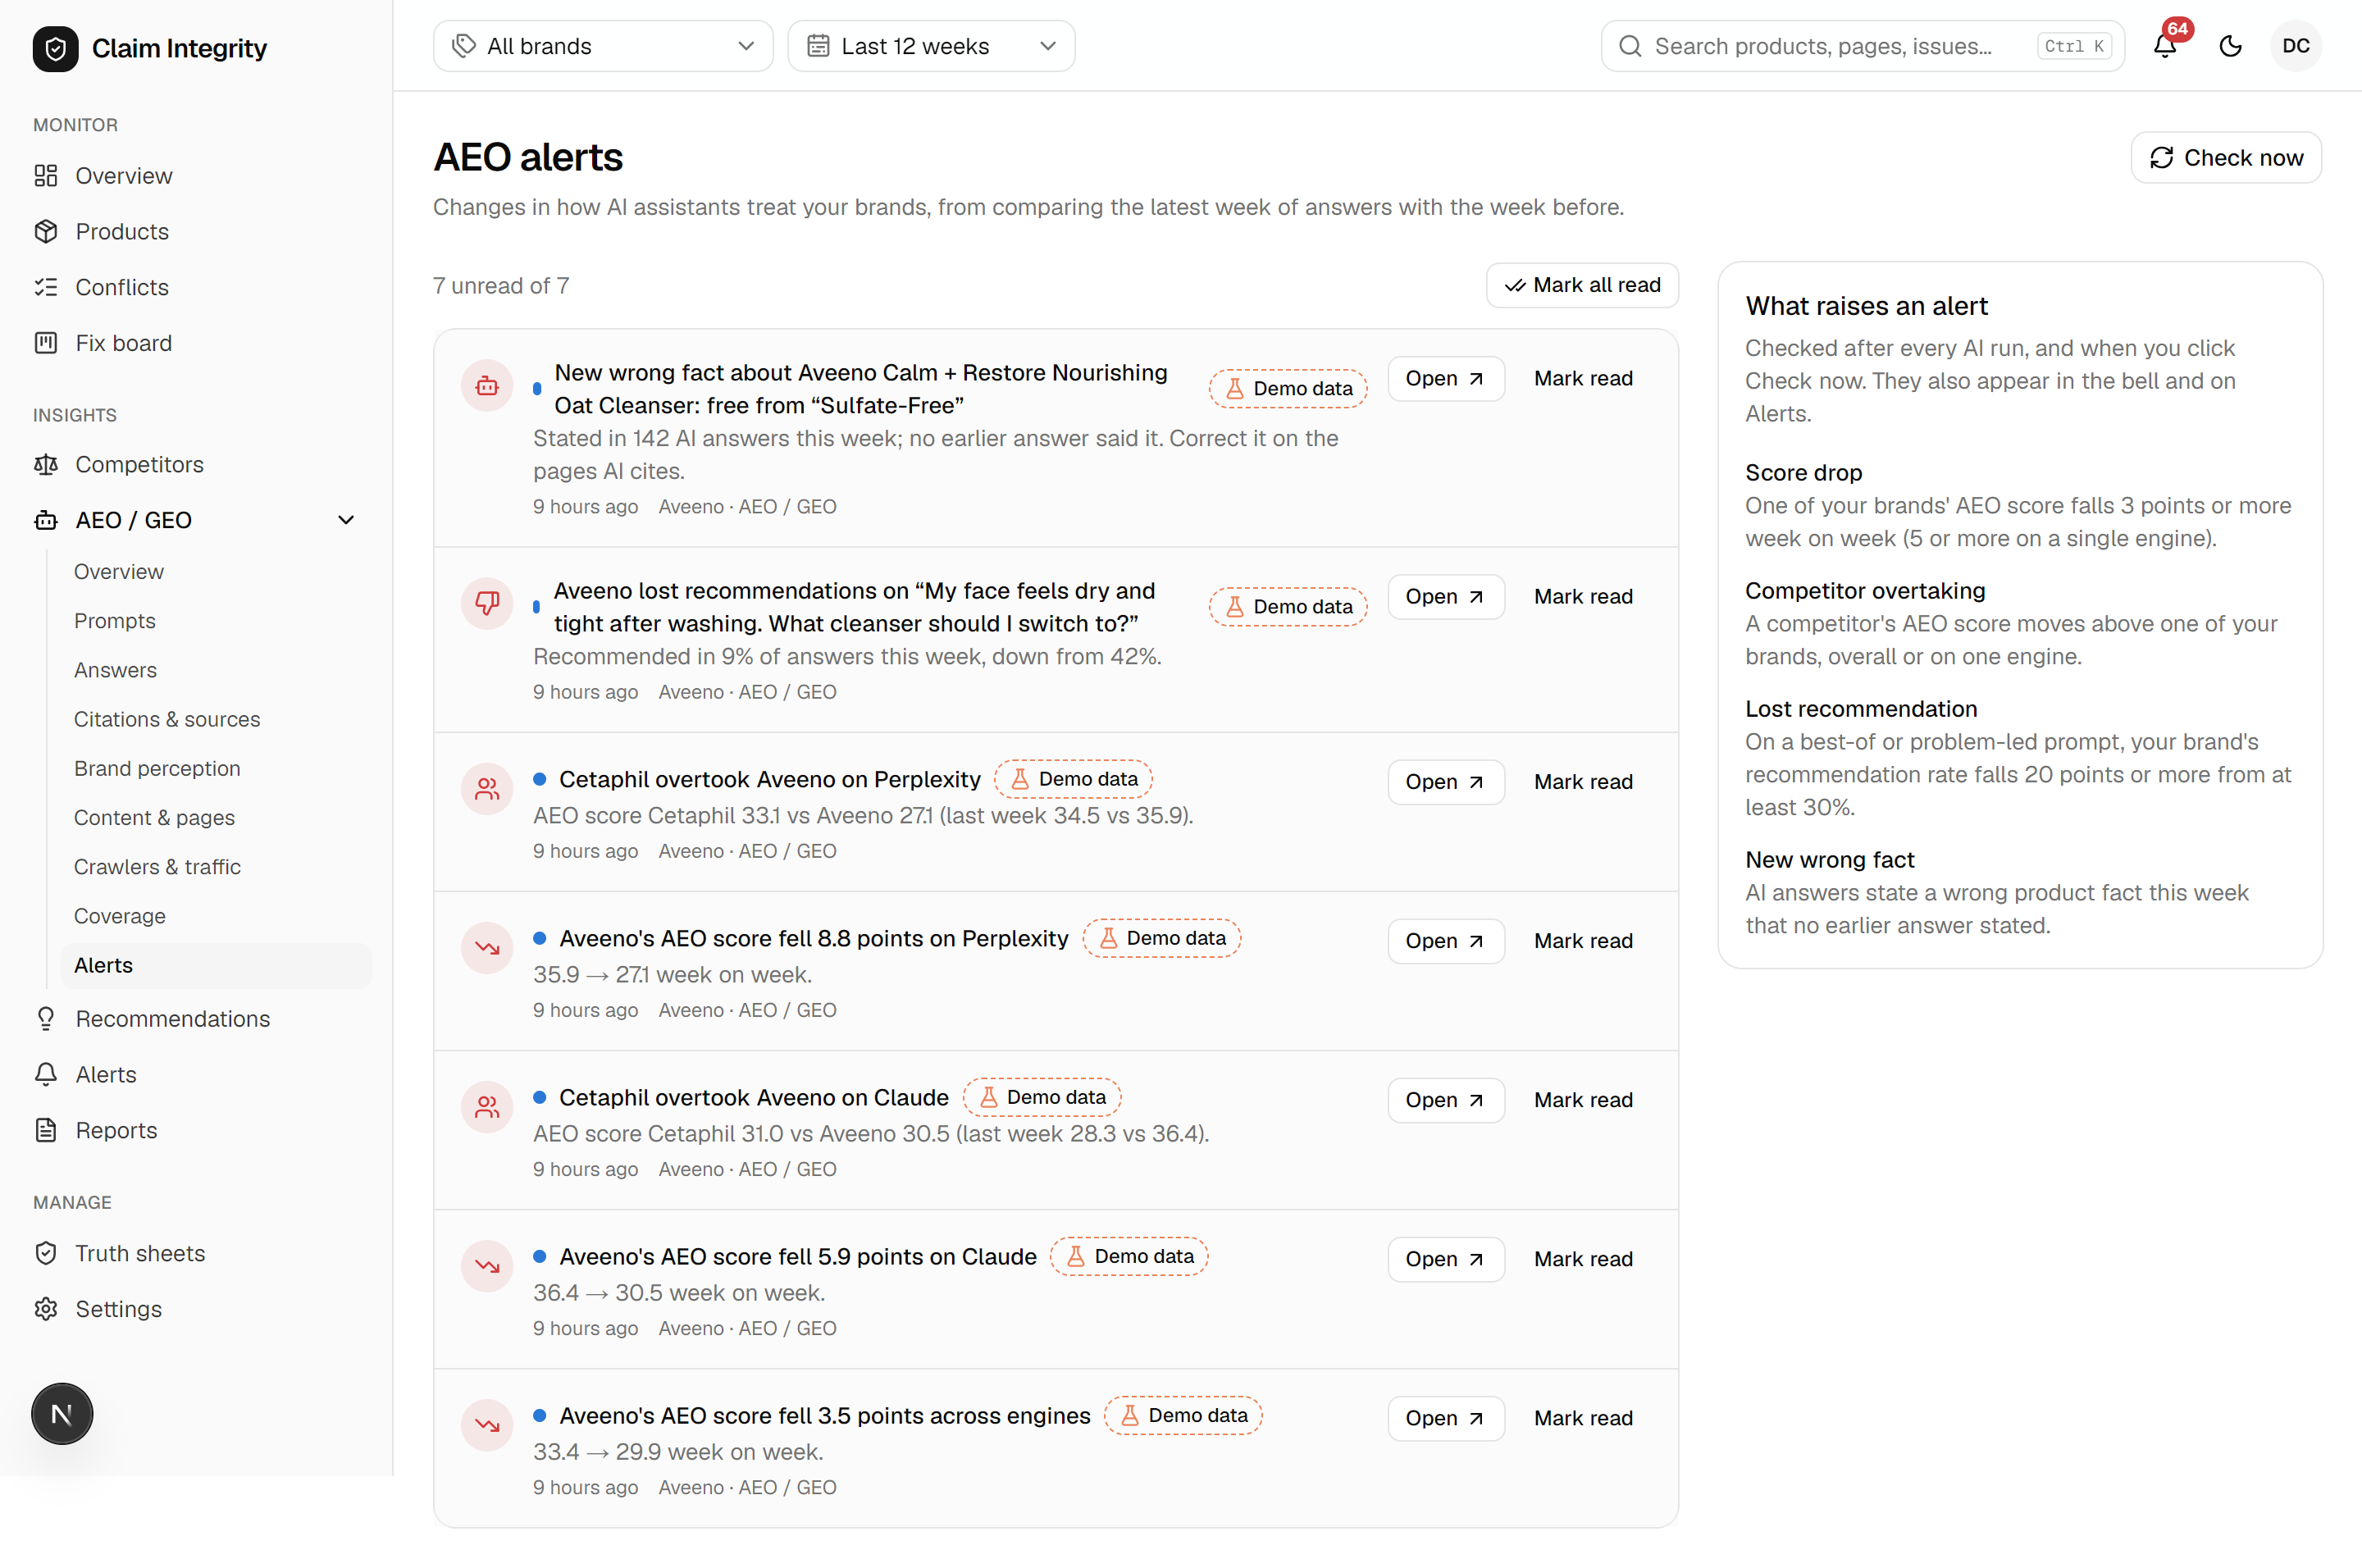 Claim Integrity
MONITOR
Overview
Products
Conflicts
Fix board
INSIGHTS
Competitors
AEO / GEO
Overview
Prompts
Answers
Citations & sources
Brand perception
Content & pages
Crawlers & traffic
Coverage
Alerts
Recommendations
Alerts
Reports
MANAGE
Truth sheets
Settings
N
All brands
Last 12 weeks
Search products, pages, issues...
Ctrl K
64
DC
AEO alerts
Check now
Changes in how AI assistants treat your brands, from comparing the latest week of answers with the week before.
7 unread of 7
Mark all read
New wrong fact about Aveeno Calm + Restore Nourishing
Oat Cleanser: free from “Sulfate-Free”
Demo data
Open
Mark read
Stated in 142 AI answers this week; no earlier answer said it. Correct it on the
pages AI cites.
9 hours ago Aveeno · AEO / GEO
Aveeno lost recommendations on “My face feels dry and
tight after washing. What cleanser should I switch to?”
Demo data
Open
Mark read
Recommended in 9% of answers this week, down from 42%.
9 hours ago Aveeno · AEO / GEO
Cetaphil overtook Aveeno on Perplexity
Demo data
Open
Mark read
AEO score Cetaphil 33.1 vs Aveeno 27.1 (last week 34.5 vs 35.9).
9 hours ago Aveeno · AEO / GEO
Aveeno's AEO score fell 8.8 points on Perplexity
Demo data
Open
Mark read
35.9 → 27.1 week on week.
9 hours ago Aveeno · AEO / GEO
Cetaphil overtook Aveeno on Claude
Demo data
Open
Mark read
AEO score Cetaphil 31.0 vs Aveeno 30.5 (last week 28.3 vs 36.4).
9 hours ago Aveeno · AEO / GEO
Aveeno's AEO score fell 5.9 points on Claude
Demo data
Open
Mark read
36.4 → 30.5 week on week.
9 hours ago Aveeno · AEO / GEO
Aveeno's AEO score fell 3.5 points across engines
Demo data
Open
Mark read
33.4 → 29.9 week on week.
9 hours ago Aveeno · AEO / GEO
What raises an alert
Checked after every AI run, and when you click
Check now. They also appear in the bell and on
Alerts.
Score drop
One of your brands' AEO score falls 3 points or more
week on week (5 or more on a single engine).
Competitor overtaking
A competitor's AEO score moves above one of your
brands, overall or on one engine.
Lost recommendation
On a best-of or problem-led prompt, your brand's
recommendation rate falls 20 points or more from at
least 30%.
New wrong fact
AI answers state a wrong product fact this week
that no earlier answer stated.